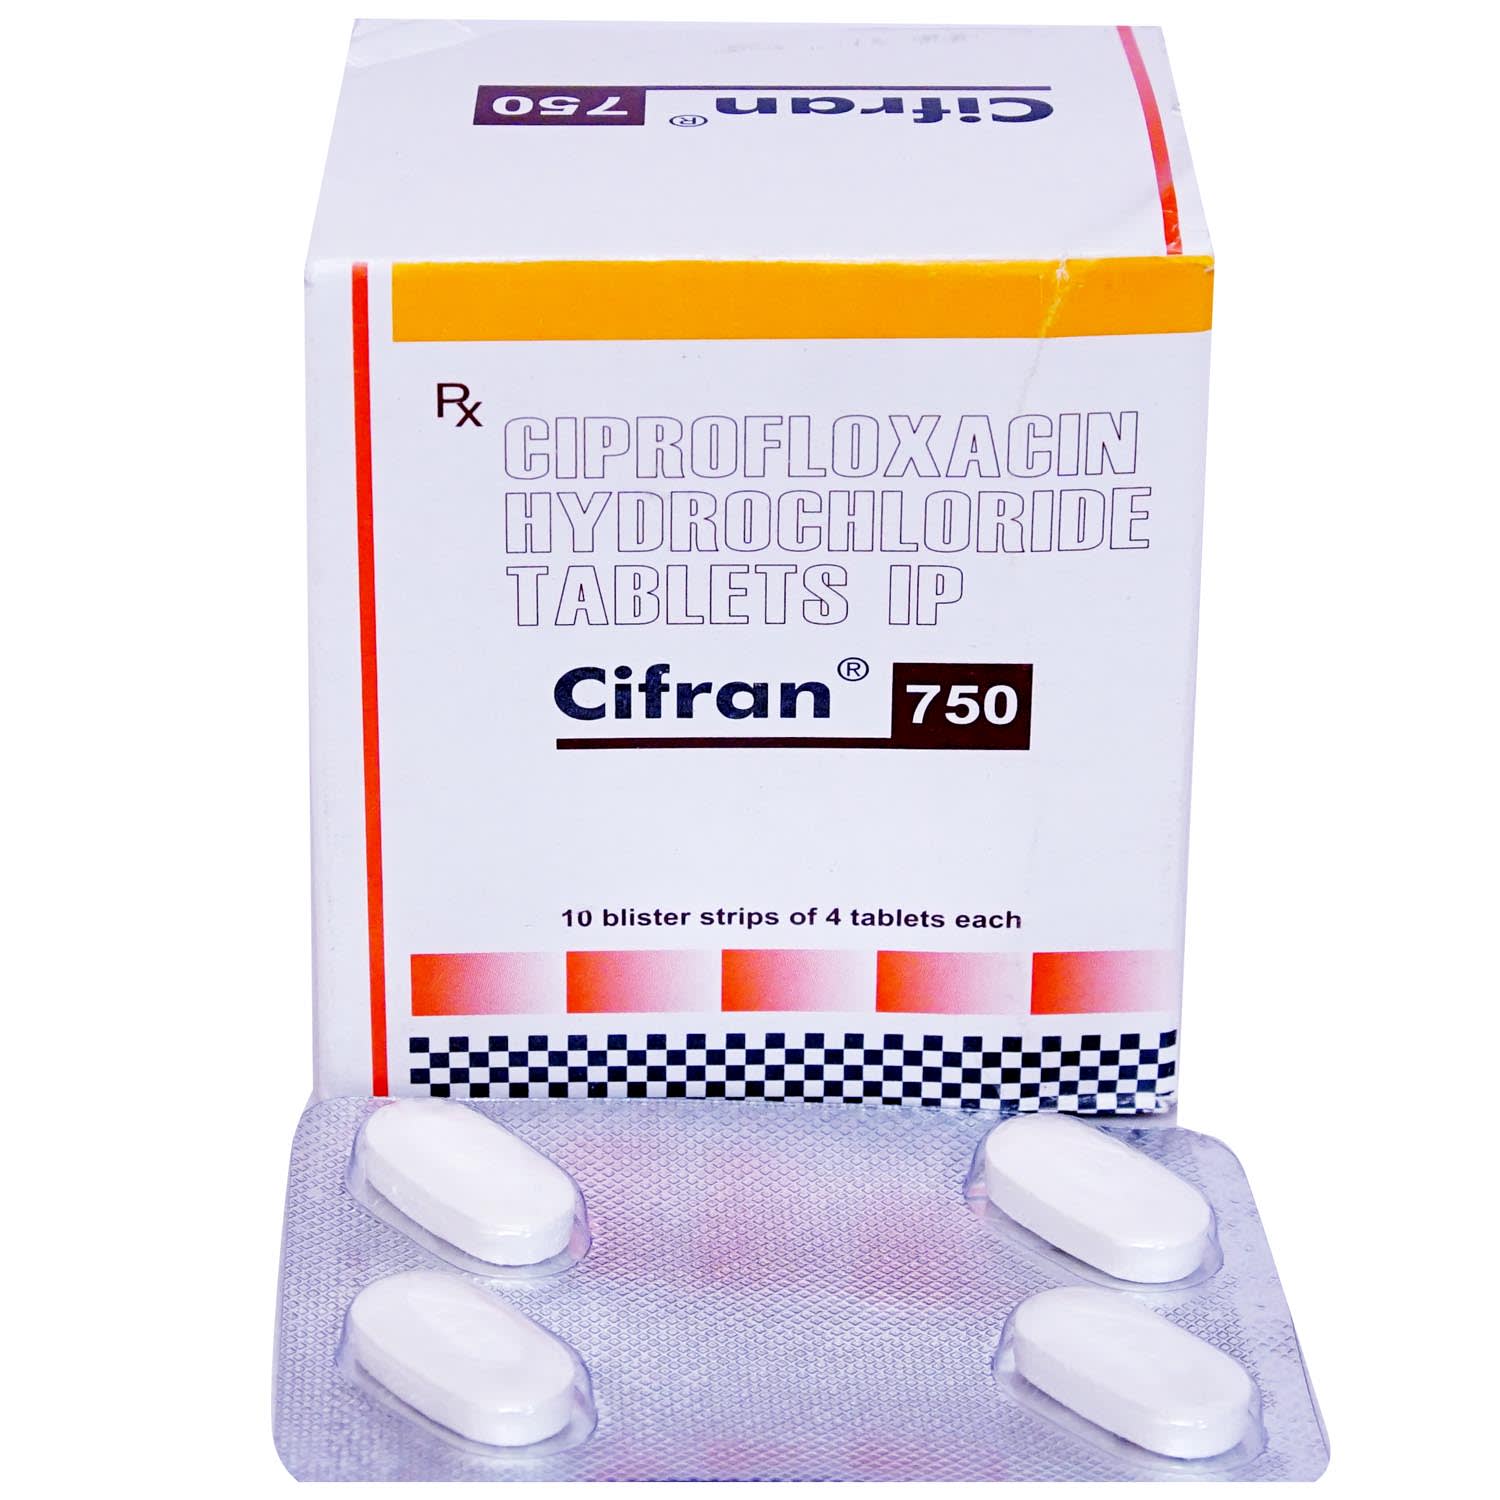 Cifran® 750
Rx
CIPROFLOXACIN
HYDROCHLORIDE
TABLETS IP
Cifran® 750
10 blister strips of 4 tablets each